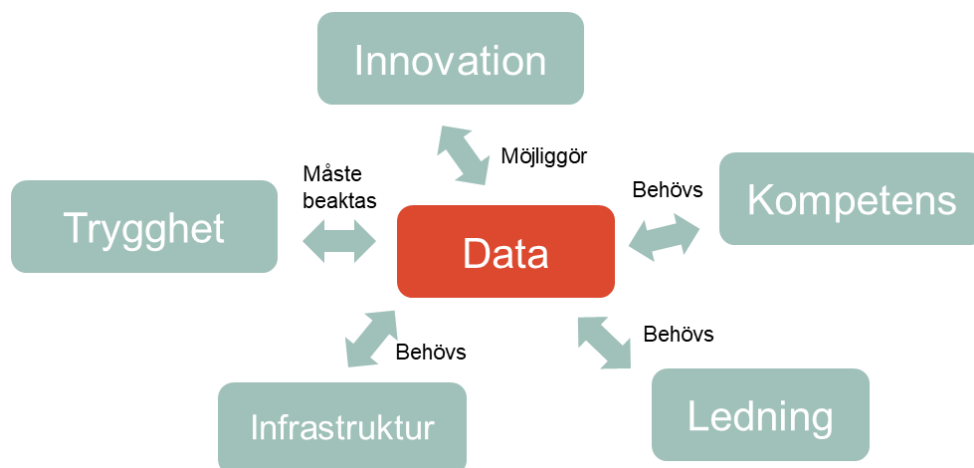 Innovation
Möjliggör
Måste
beaktas
Behövs
Kompetens
Trygghet
Data
Behövs
Behövs
Infrastruktur
Ledning